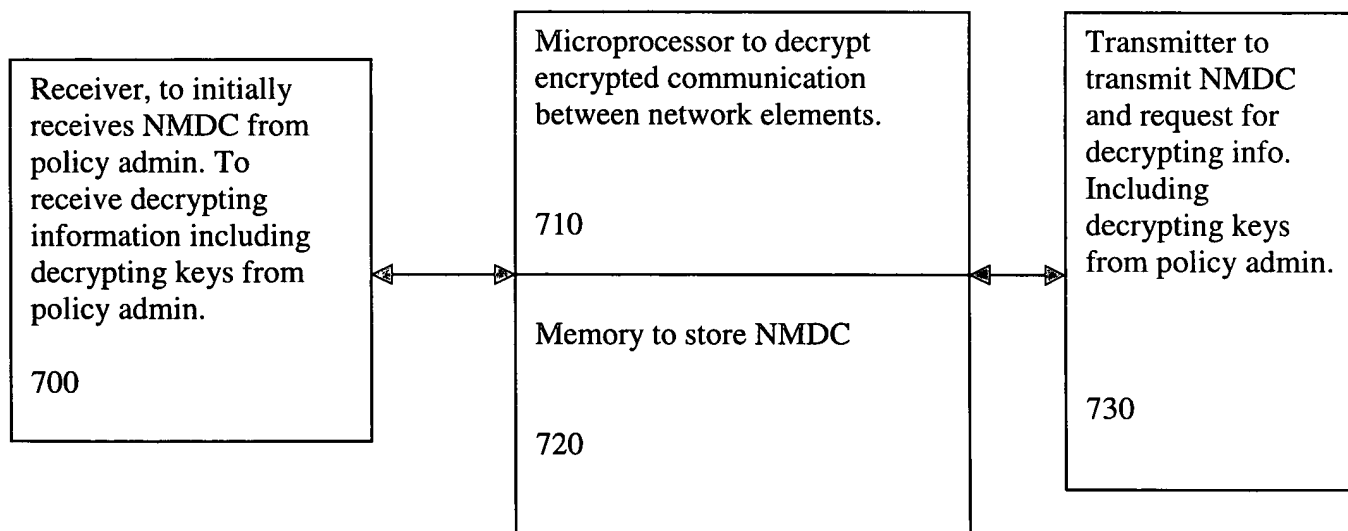 Receiver, to initially
receives NMDC from
policy admin. To
receive decrypting
information including
decrypting keys from
policy admin.
700
Microprocessor to decrypt
encrypted communication
between network elements.
710
Memory to store NMDC
720
Transmitter to
transmit NMDC
and request for
decrypting info.
Including
decrypting keys
from policy admin.
730